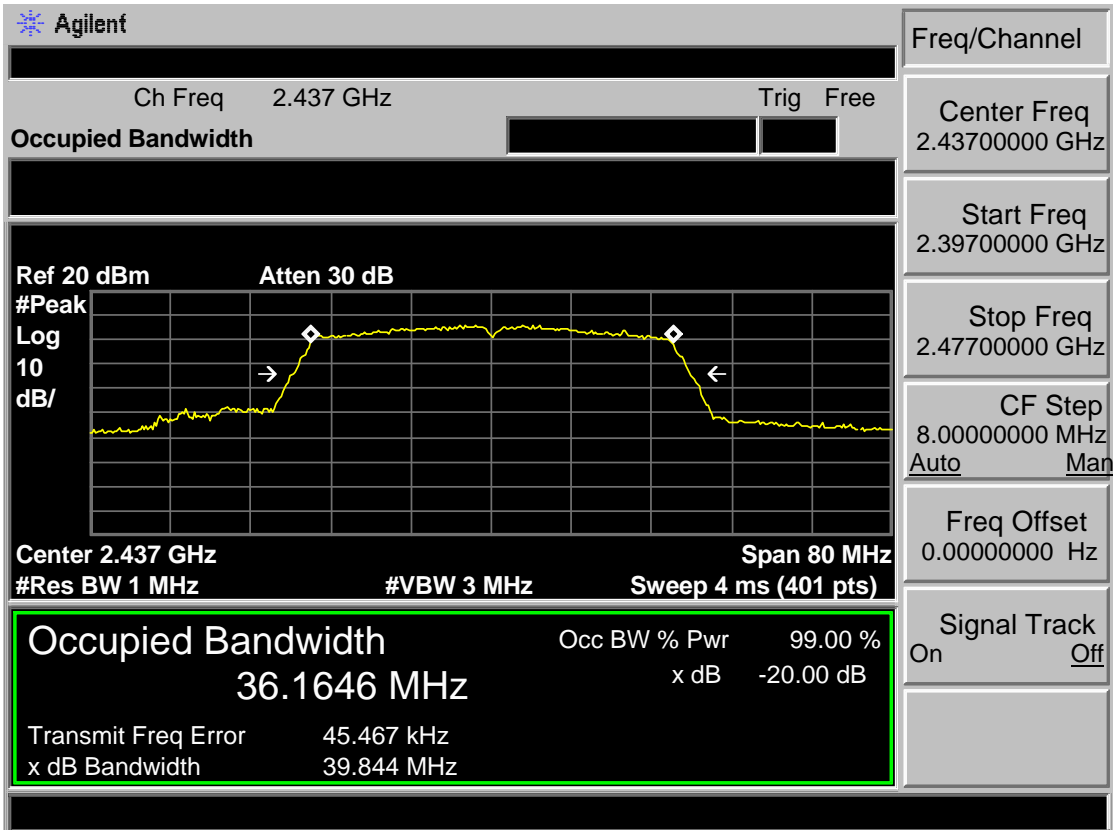 Agilent
Freq/Channel
Ch Freq 2.437 GHz Trig Free
Occupied Bandwidth
Center Freq
2.43700000 GHz
Start Freq
2.39700000 GHz
Ref 20 dBm Atten 30 dB
#Peak
Log
10
dB/
Stop Freq
2.47700000 GHz
CF Step
8.00000000 MHz
Auto Man
Freq Offset
0.00000000 Hz
Center 2.437 GHz Span 80 MHz
#Res BW 1 MHz #VBW 3 MHz Sweep 4 ms (401 pts)
Signal Track
On Off
Occupied Bandwidth
36.1646 MHz
Occ BW % Pwr 99.00 %
x dB -20.00 dB
Transmit Freq Error 45.467 kHz
x dB Bandwidth 39.844 MHz